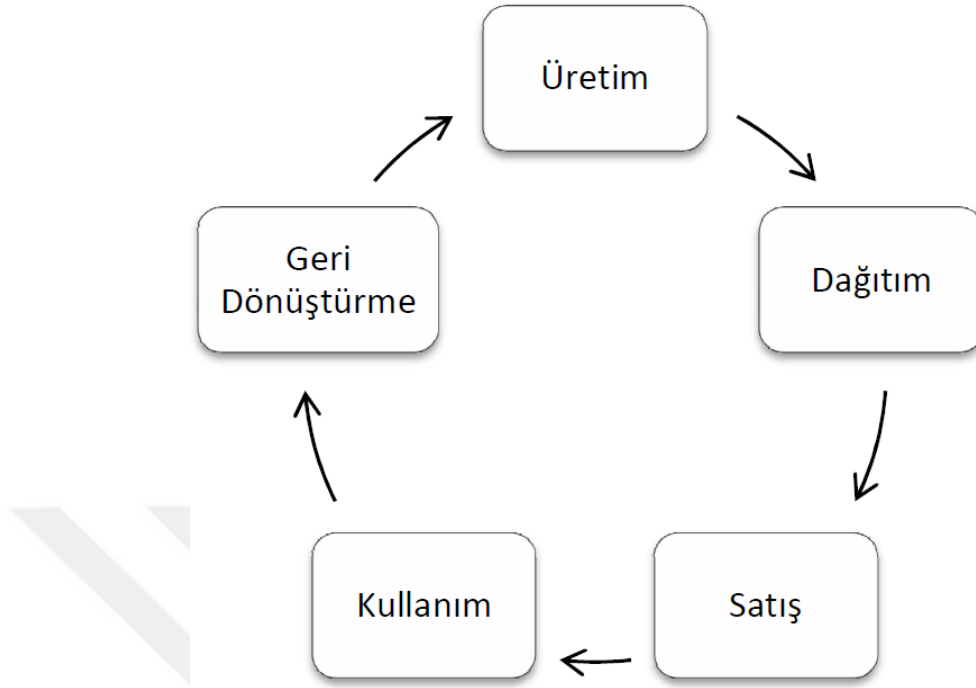 Üretim
Dağıtım
Satış
Kullanım
Geri
Dönüştürme